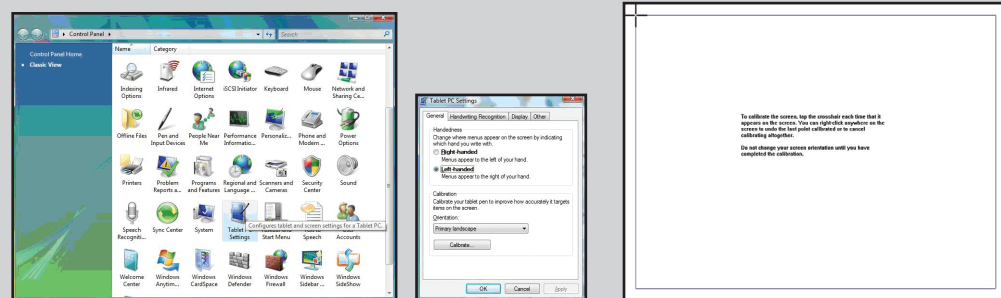 Control Panel
Search
Control Panel Home
Classic View
Name Category
Indexing Options
Infrared
Internet Options
iSCSI Initiator
Keyboard
Mouse
Network and Sharing Ce...
Offline Files
Pen and Input Devices
People Near Me
Performance Informatio...
Personaliz...
Phone and Modem ...
Power Options
Printers
Problem Reports a...
Programs and Features
Regional and Language ...
Scanners and Cameras
Security Center
Sound
Speech Recogniti...
Sync Center
System
Tablet P
Settings
Configures tablet and screen settings for a Tablet PC.
Start Menu
Speech
Accounts
Welcome Center
Windows Anytim...
Windows CardSpace
Windows Defender
Windows Firewall
Windows Sidebar ...
Windows SideShow
Tablet PC Settings
General Handwriting Recognition Display Other
Handedness
Change where menus appear on the screen by indicating
which hand you write with.
Right-handed
Menus appear to the left of your hand.
Left-handed
Menus appear to the right of your hand.
Calibration
Calibrate your tablet pen to improve how accurately it targets
items on the screen.
Orientation:
Primary landscape
Calibrate...
OK Cancel Apply
To calibrate the screen, tap the crosshair each time that it
appears on the screen. You can right-click anywhere on the
screen to undo the last point calibrated or to cancel
calibrating altogether.
Do not change your screen orientation until you have
completed the calibration.